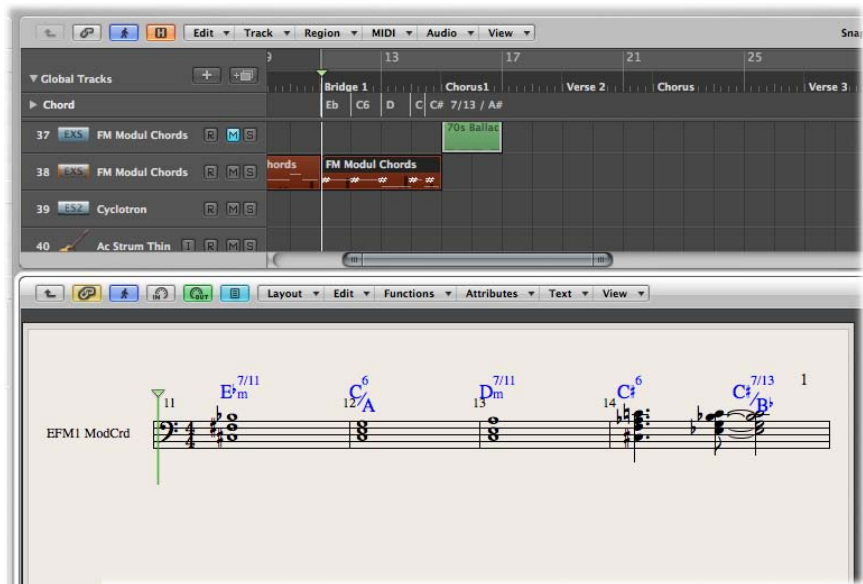 Edit Track Region MIDI Audio View Sna
9 13 17 21 25
Global Tracks
Bridge 1 Chorus1 Verse 2 Chorus Verse 3
Chord Eb C6 D C C# 7/13 / A#
37 EXS FM Modul Chords R M S 70s Ballac
38 EXS FM Modul Chords R M S hords FM Modul Chords
39 ES2 Cyclotron R M S
40 Ac Strum Thin I R M S
IN OUT Layout Edit Functions Attributes Text View
E♭m7/11 C6/A Dm7/11 C♯6 C♯7/13/B♭ 1
11 12 13 14
EFM1 ModCrd